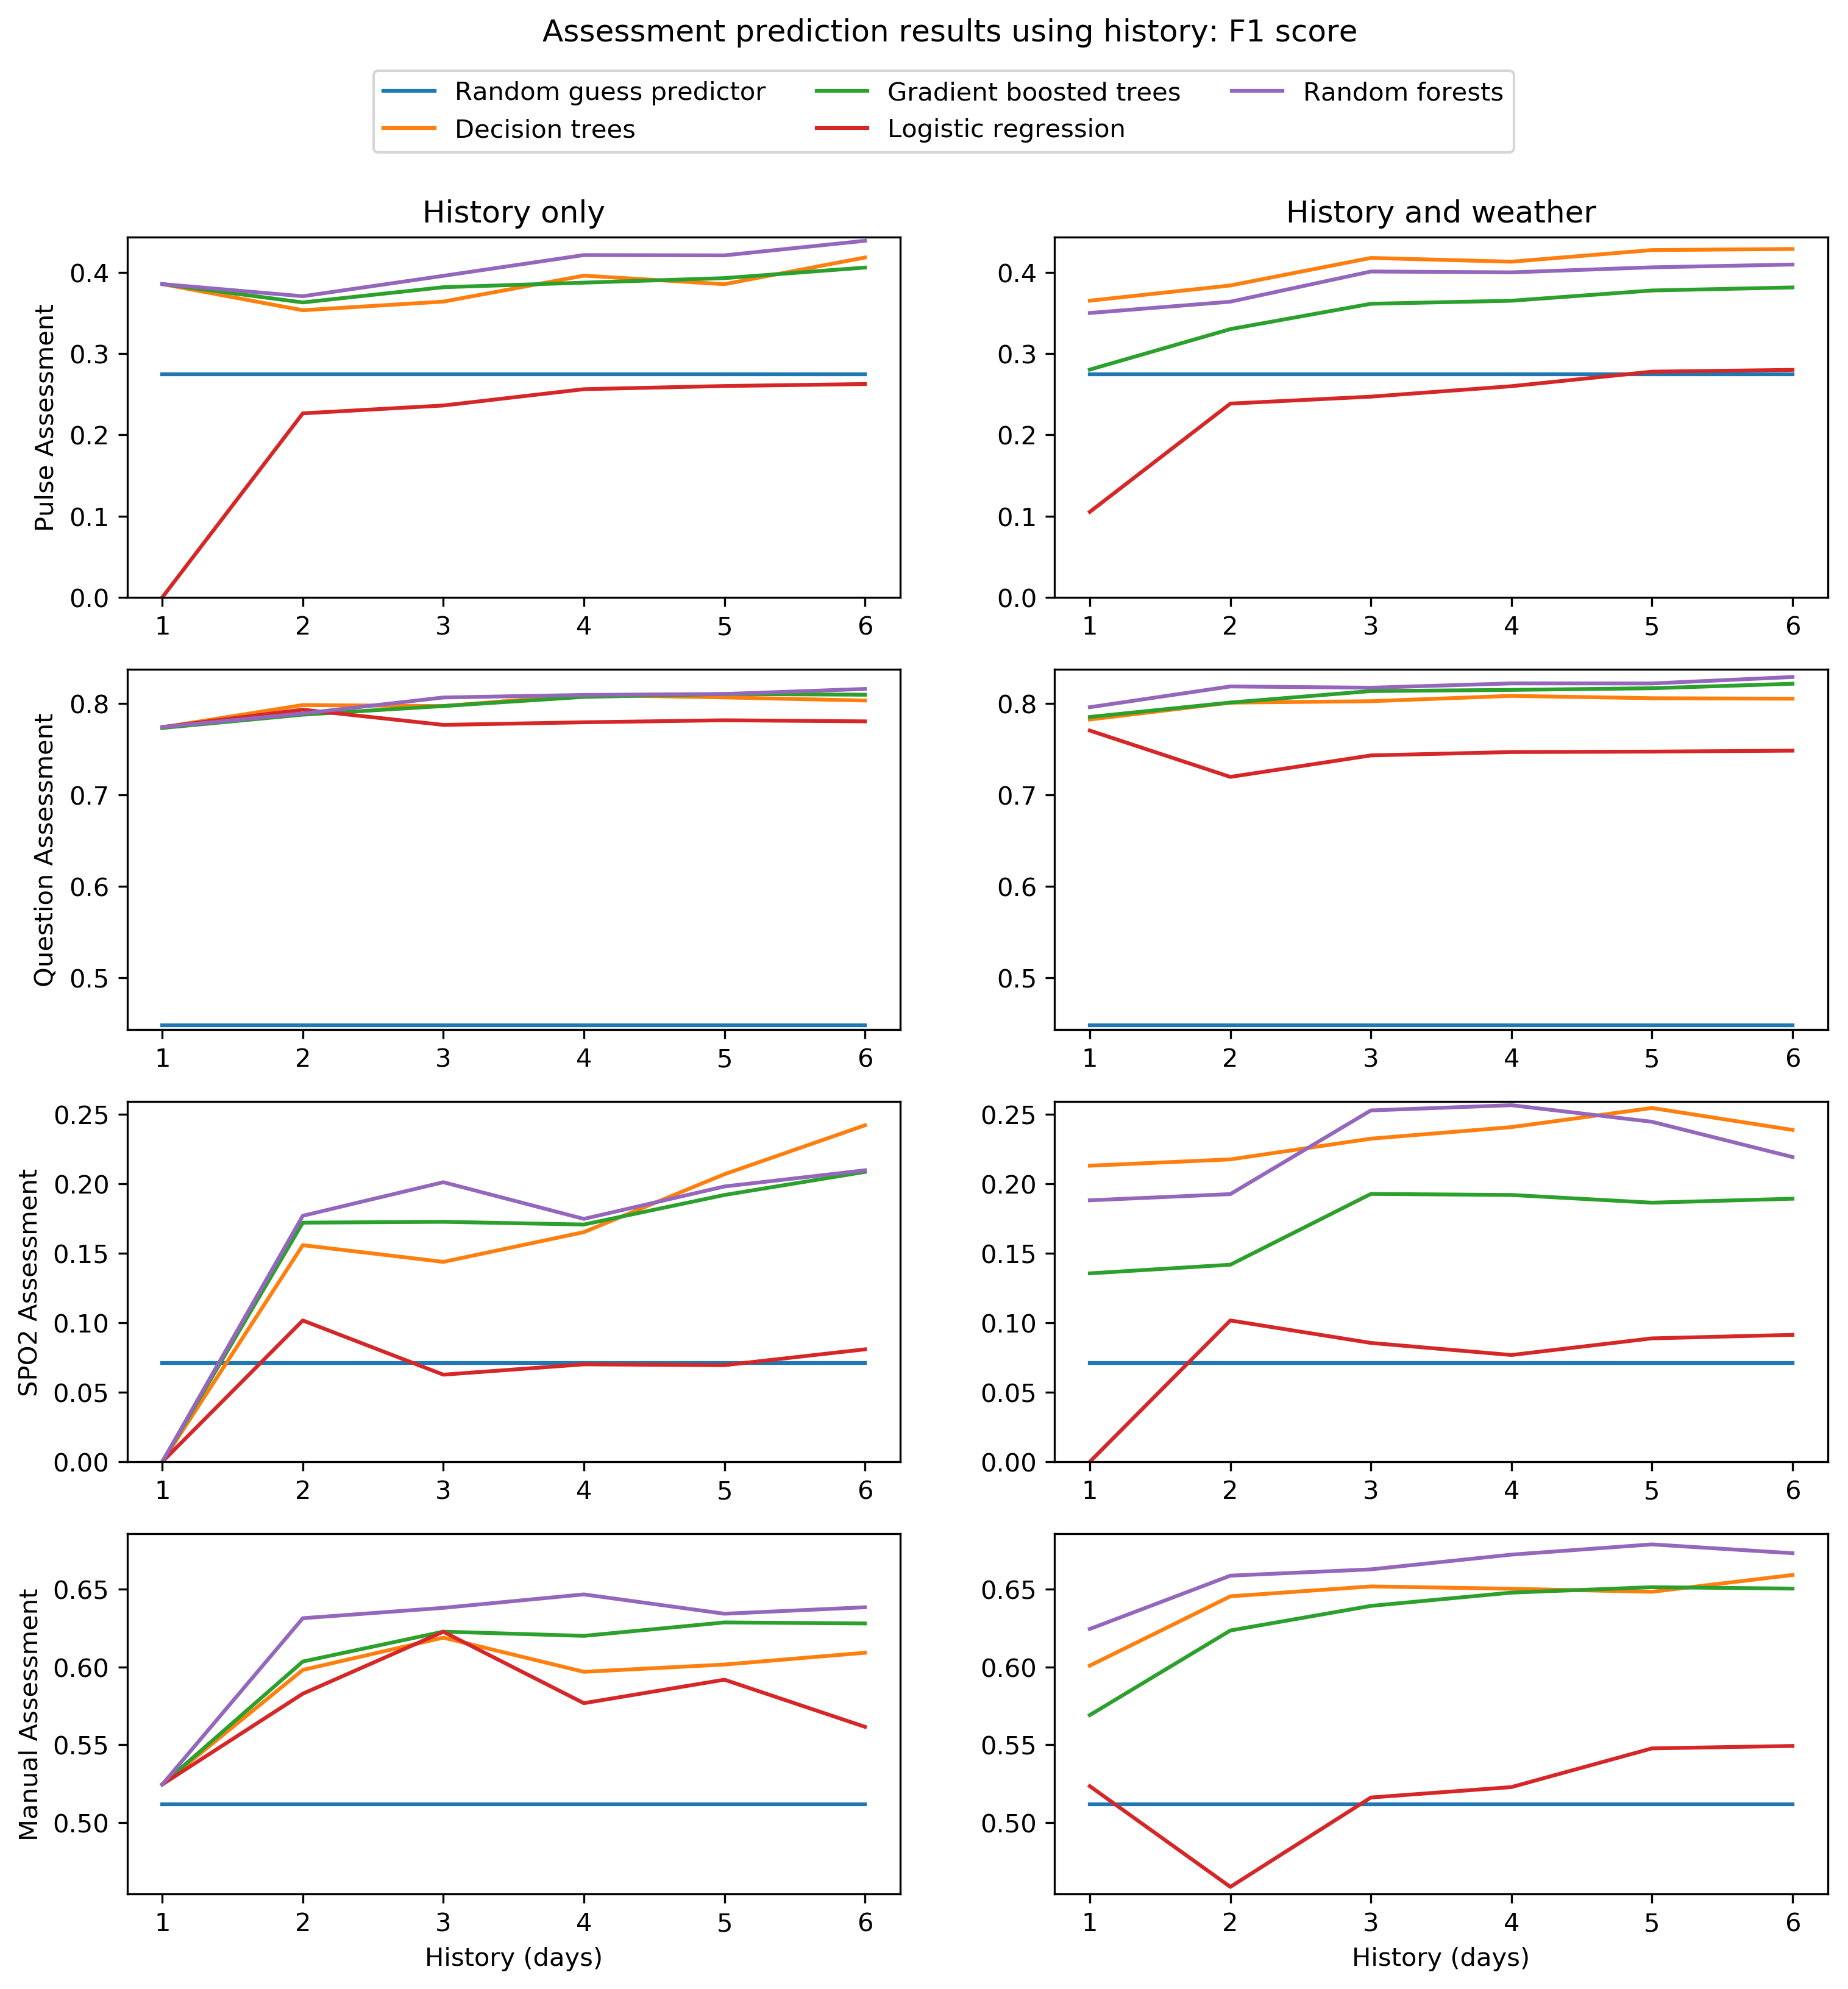 Assessment prediction results using history: F1 score
Random guess predictor
Decision trees
Gradient boosted trees
Logistic regression
Random forests
History only
History and weather
Pulse Assessment
0.4
0.3
0.2
0.1
0.0
1 2 3 4 5 6
0.4
0.3
0.2
0.1
0.0
1 2 3 4 5 6
Question Assessment
0.8
0.7
0.6
0.5
1 2 3 4 5 6
0.8
0.7
0.6
0.5
1 2 3 4 5 6
SPO2 Assessment
0.25
0.20
0.15
0.10
0.05
0.00
1 2 3 4 5 6
0.25
0.20
0.15
0.10
0.05
0.00
1 2 3 4 5 6
Manual Assessment
0.65
0.60
0.55
0.50
1 2 3 4 5 6
History (days)
0.65
0.60
0.55
0.50
1 2 3 4 5 6
History (days)